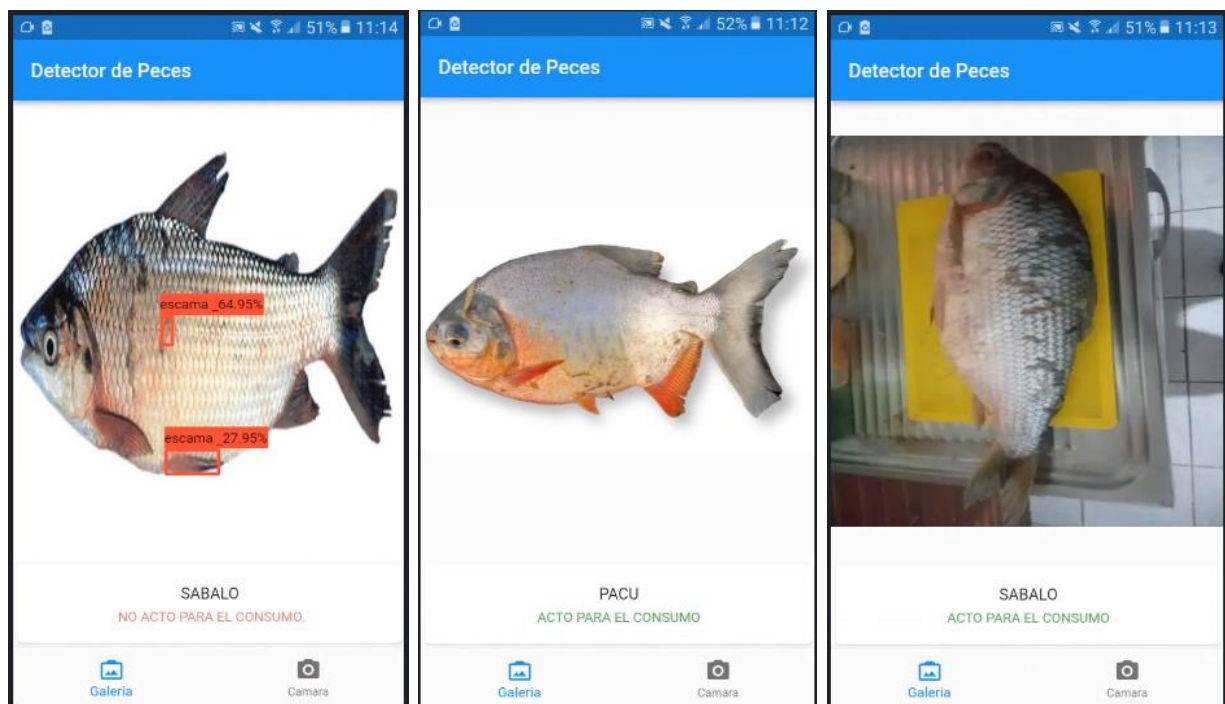 51% 11:14
Detector de Peces
escama _64.95%
escama _27.95%
SABALO
NO ACTO PARA EL CONSUMO.
Galeria
Camara
52% 11:12
Detector de Peces
PACU
ACTO PARA EL CONSUMO
Galeria
Camara
51% 11:13
Detector de Peces
SABALO
ACTO PARA EL CONSUMO
Galeria
Camara